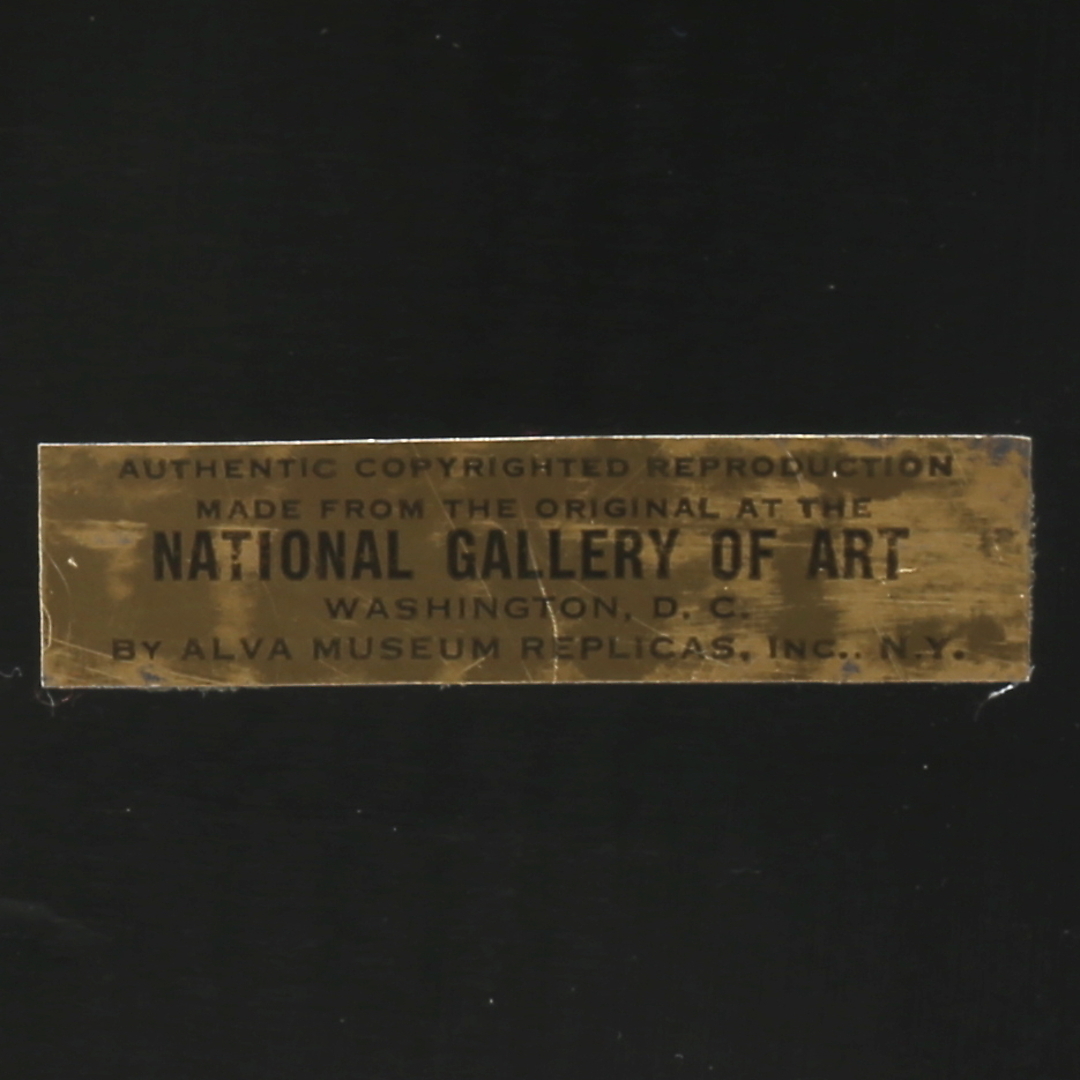 AUTHENTIC COPYRIGHTED REPRODUCTION
MADE FROM THE ORIGINAL AT THE
NATIONAL GALLERY OF ART
WASHINGTON, D. C.
BY ALVA MUSEUM REPLICAS, INC.. N.Y.